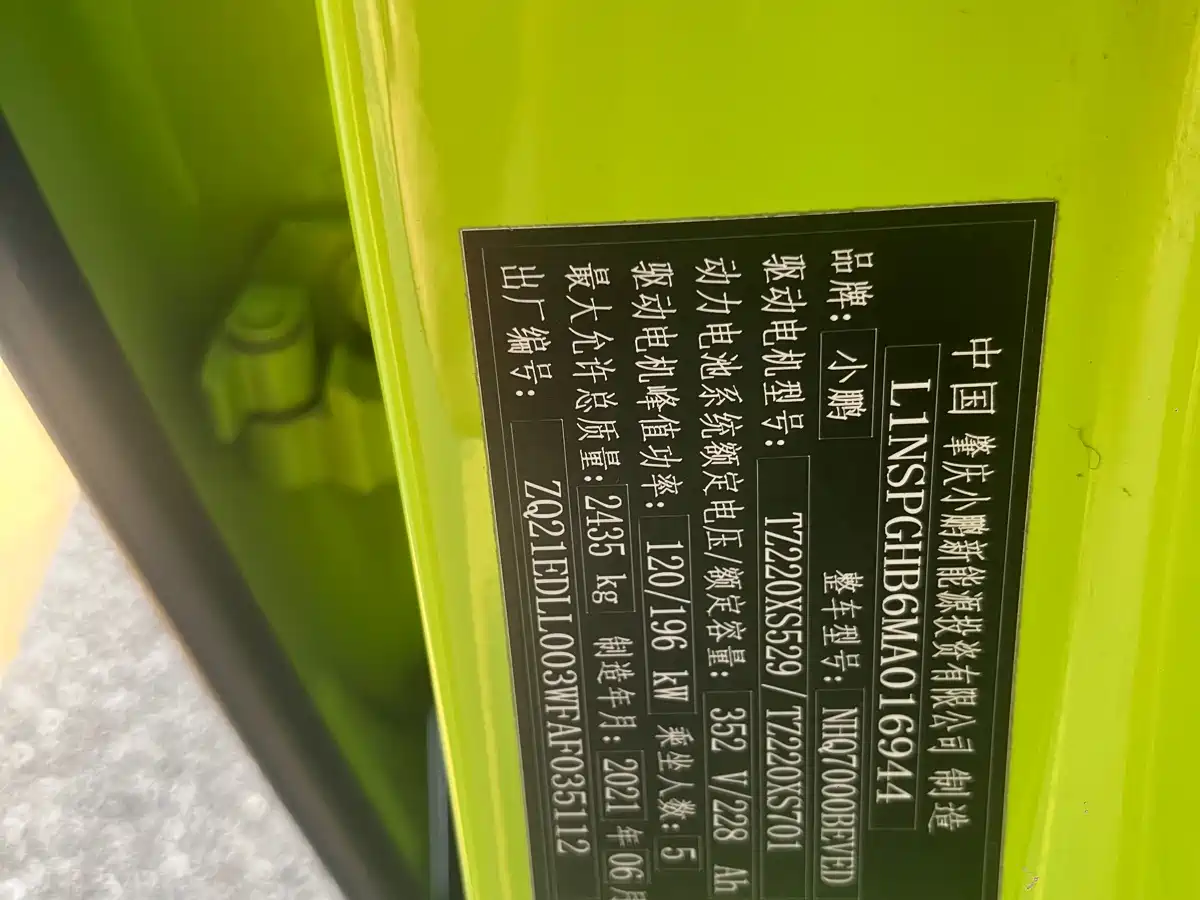 中国 肇庆小鹏新能源投资有限公司 制造
L1NSPGHB6MA016944
品牌: 小鹏 整车型号: NHQ7000BEVED
驱动电机型号: TZ220XS529/TZ220XS701
动力电池系统额定电压/额定容量: 352 V/228 Ah
驱动电机峰值功率: 120/196 kW 乘坐人数: 5
最大允许总质量: 2435 kg 制造年月: 2021 年 06 月
出厂编号: ZQ21EDLL003WFAF035112